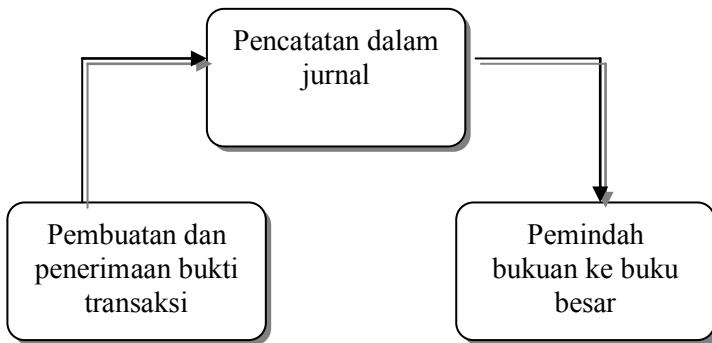 Pencatatan dalam
jurnal
Pembuatan dan
penerimaan bukti
transaksi
Pemindah
bukuan ke buku
besar